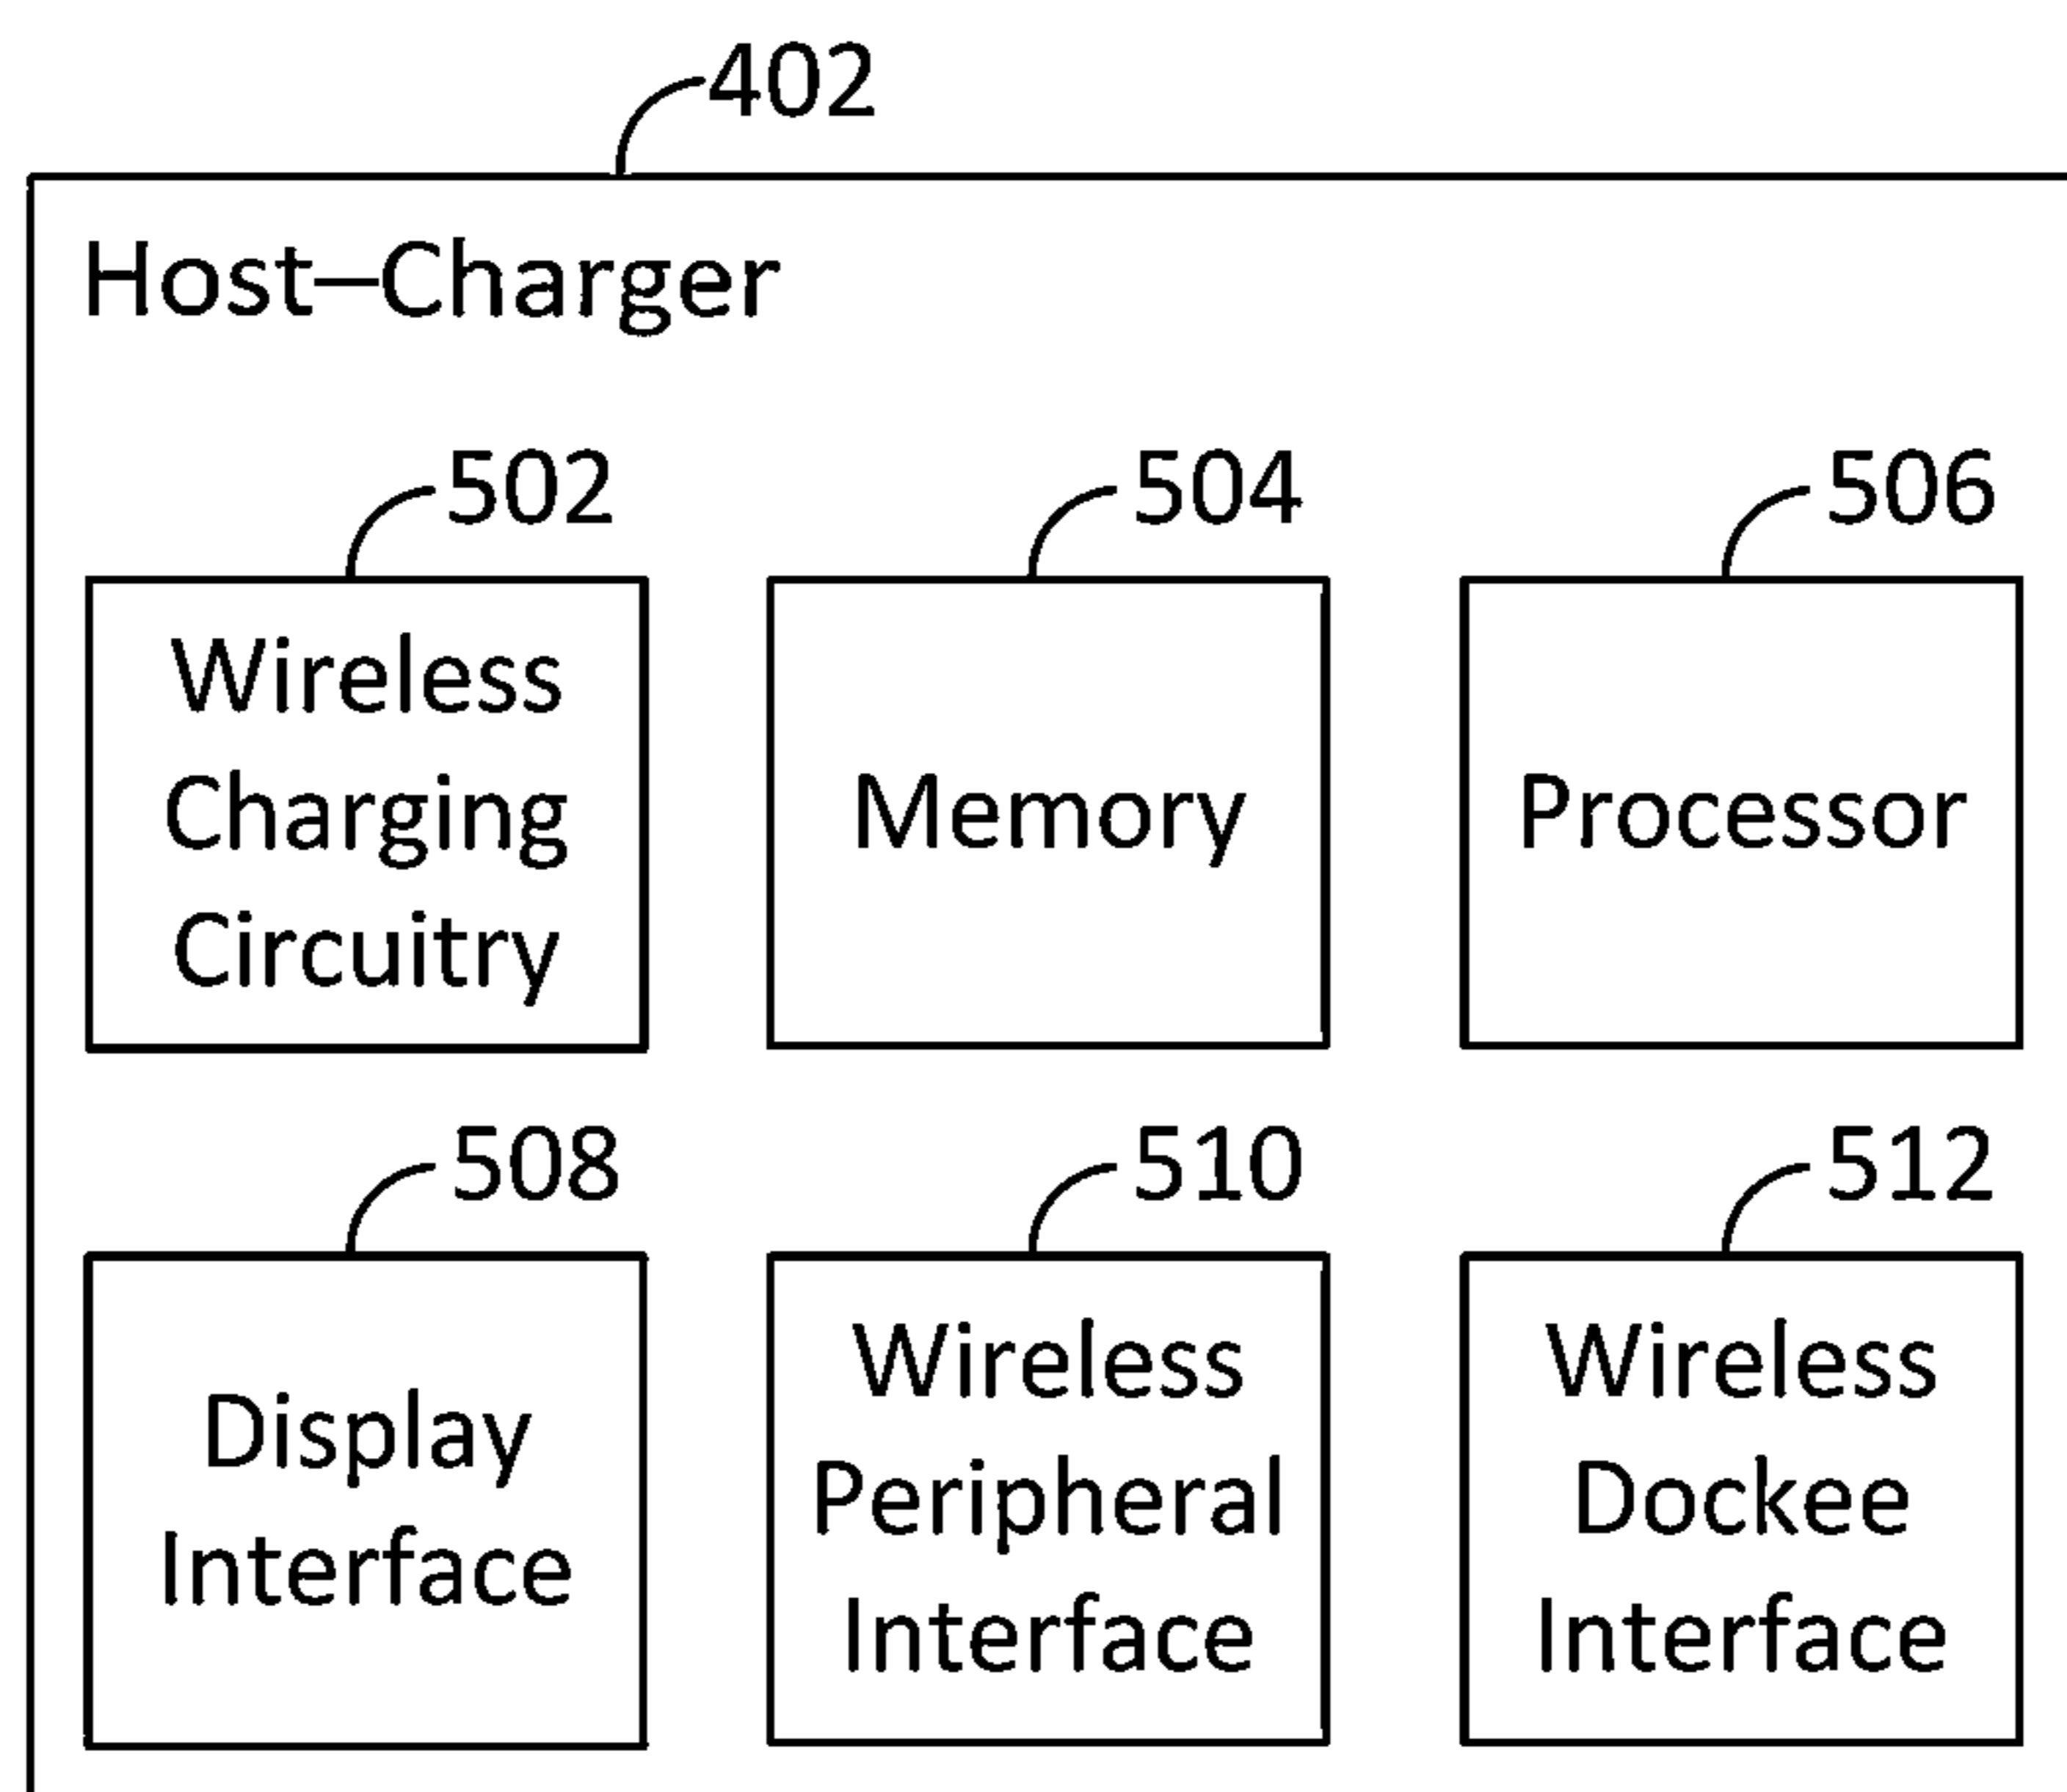 402
Host–Charger
502
504
506
Wireless
Charging
Circuitry
Memory
Processor
508
510
512
Display
Interface
Wireless
Peripheral
Interface
Wireless
Dockee
Interface